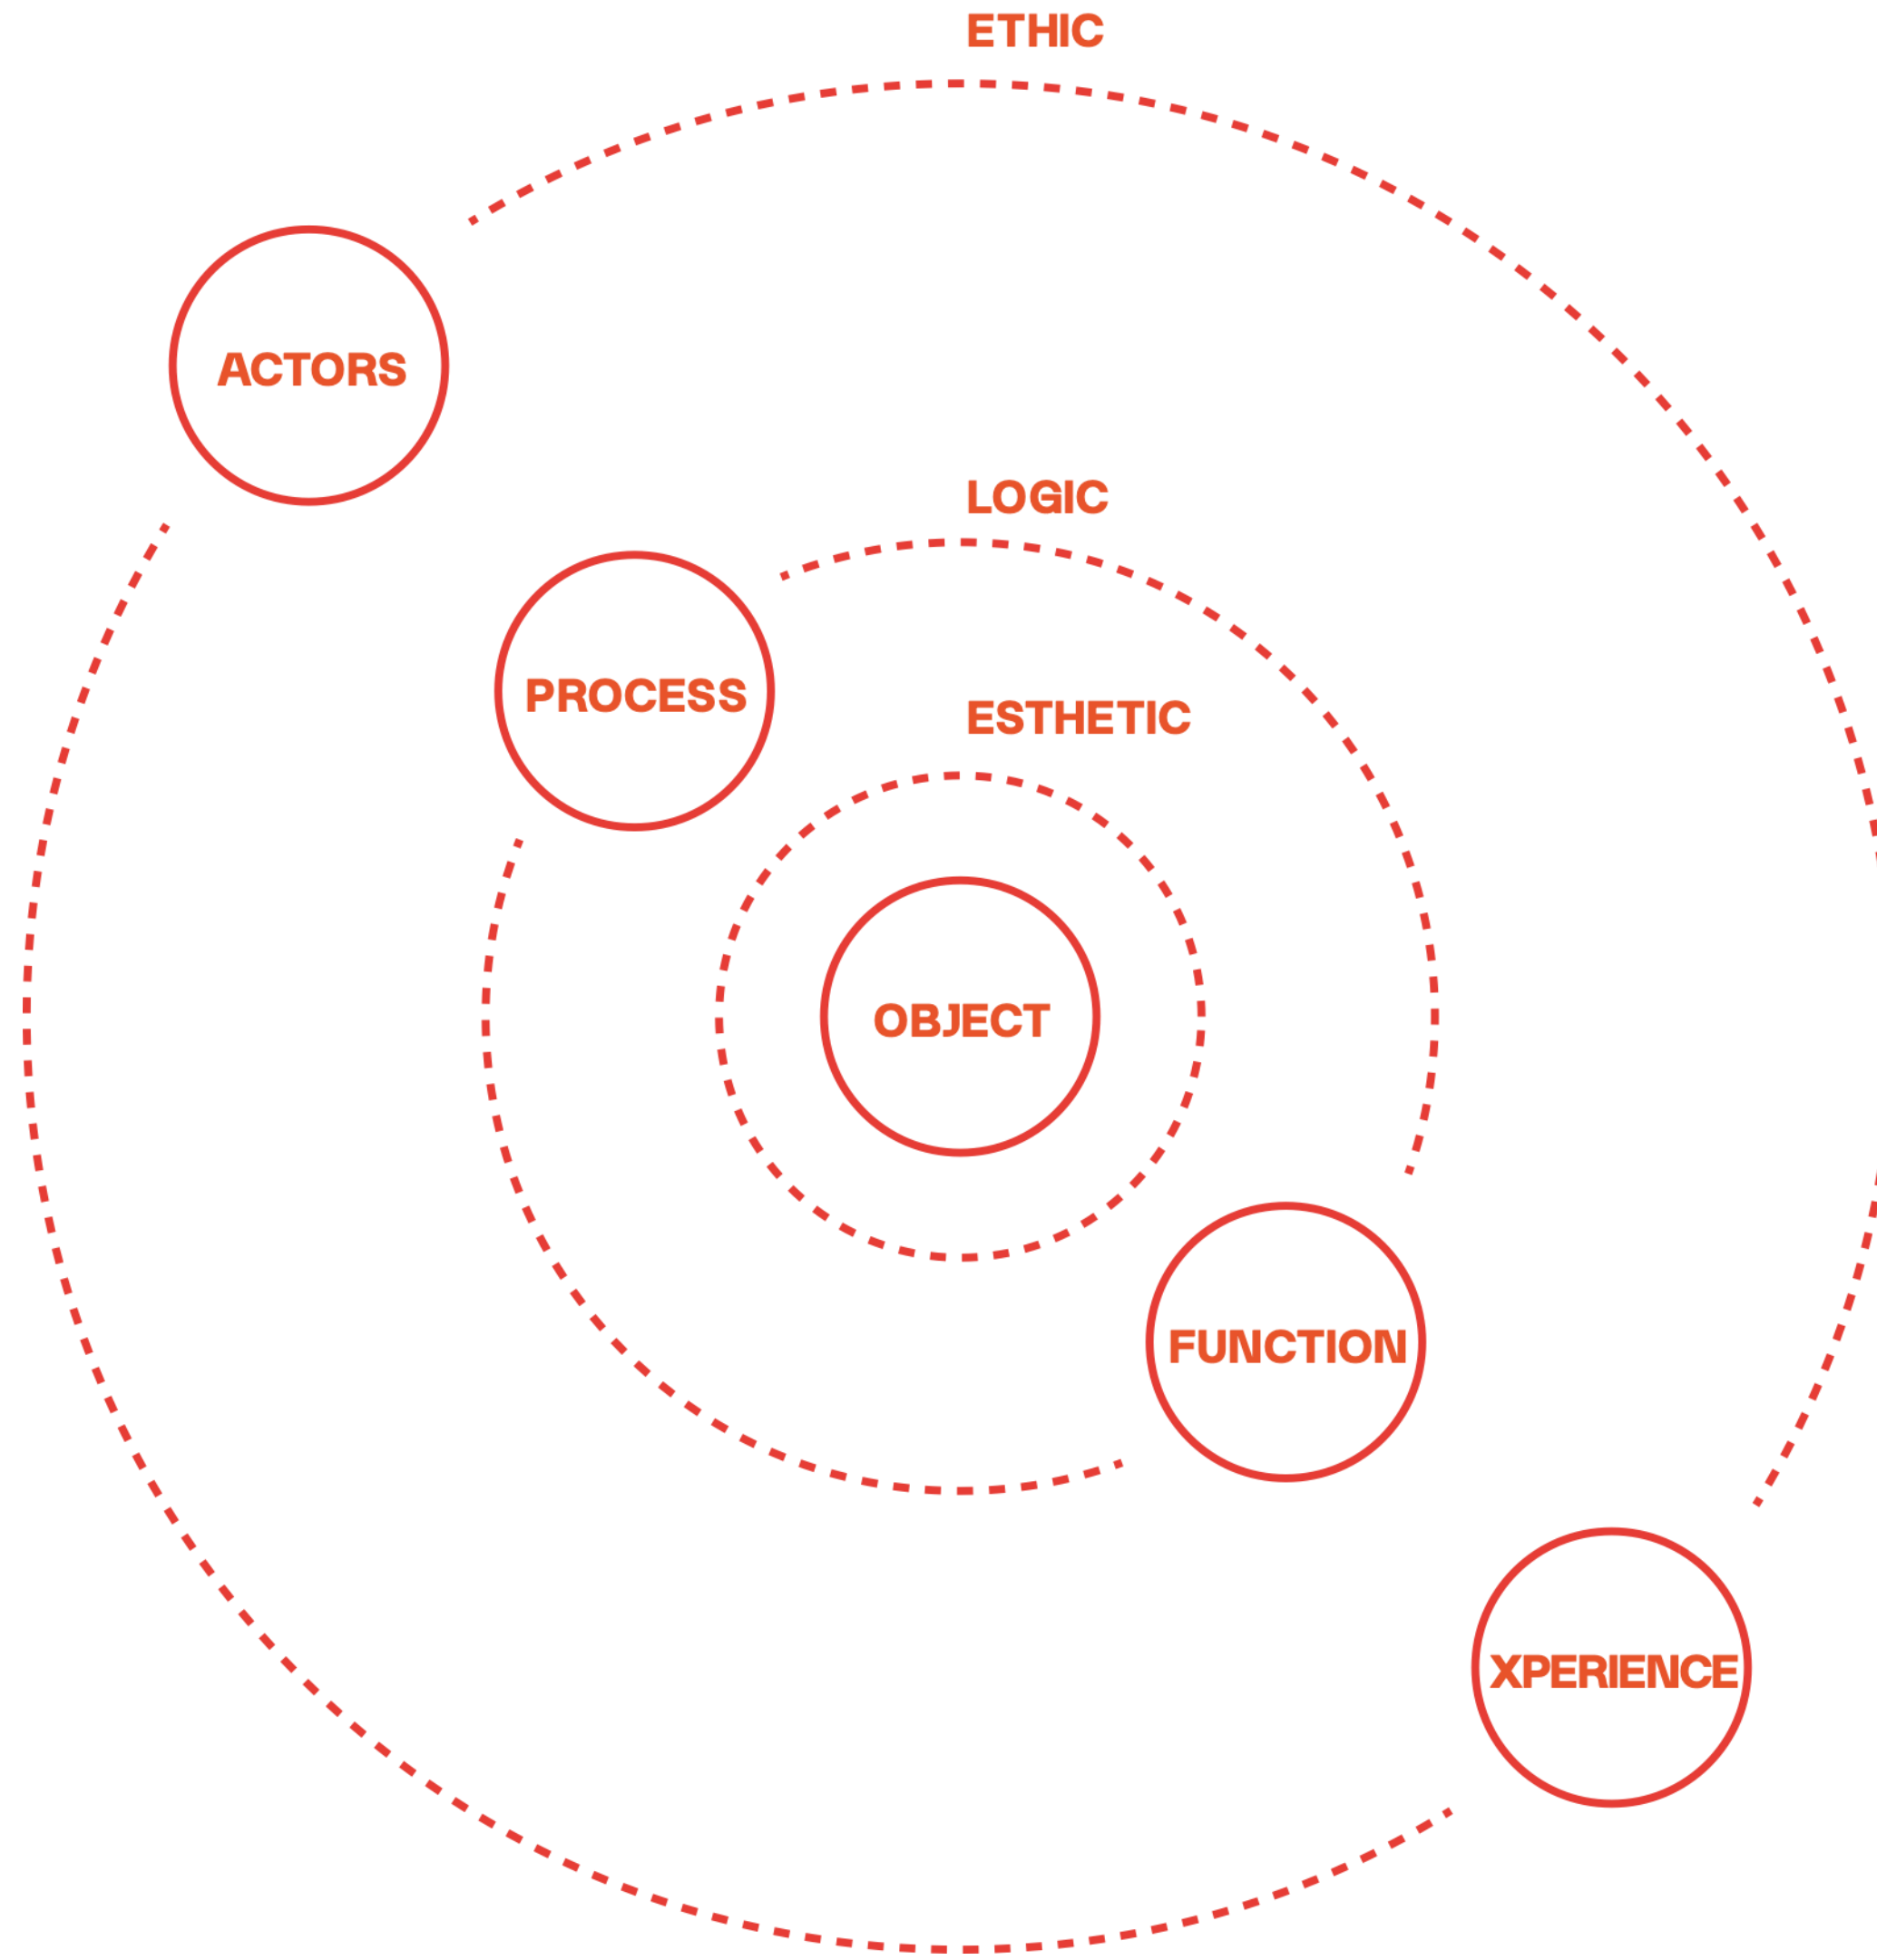 ETHIC
ACTORS
LOGIC
PROCESS
ESTHETIC
OBJECT
FUNCTION
XPERIENCE